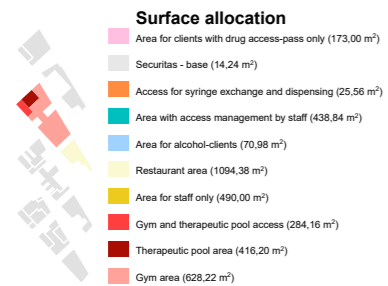 Surface allocation
Area for clients with drug access-pass only (173,00 m²)
Securitas - base (14,24 m²)
Access for syringe exchange and dispensing (25,56 m²)
Area with access management by staff (438,84 m²)
Area for alcohol-clients (70,98 m²)
Restaurant area (1094,38 m²)
Area for staff only (490,00 m²)
Gym and therapeutic pool access (284,16 m²)
Therapeutic pool area (416,20 m²)
Gym area (628,22 m²)